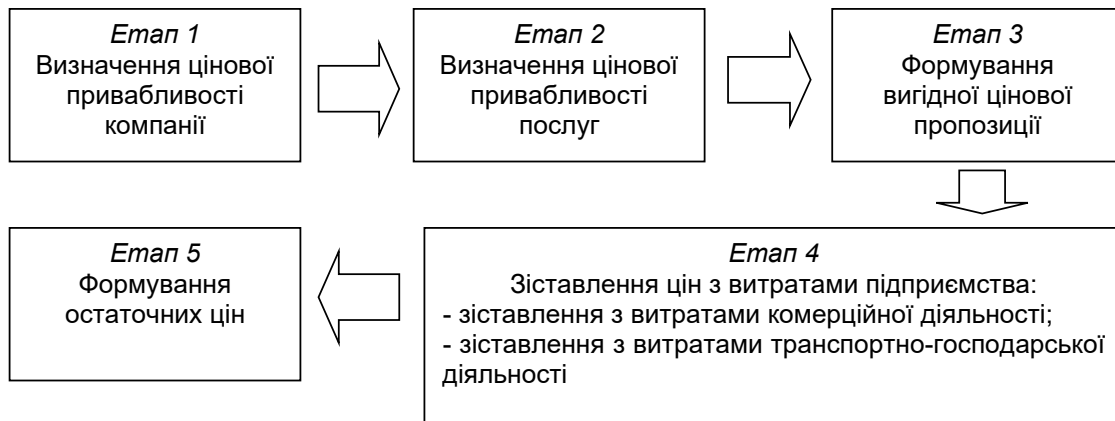 Етап 1
Визначення цінової
привабливості
компанії
Етап 2
Визначення цінової
привабливості
послуг
Етап 3
Формування
вигідної цінової
пропозиції
Етап 4
Зіставлення цін з витратами підприємства:
- зіставлення з витратами комерційної діяльності;
- зіставлення з витратами транспортно-господарської
діяльності
Етап 5
Формування
остаточних цін